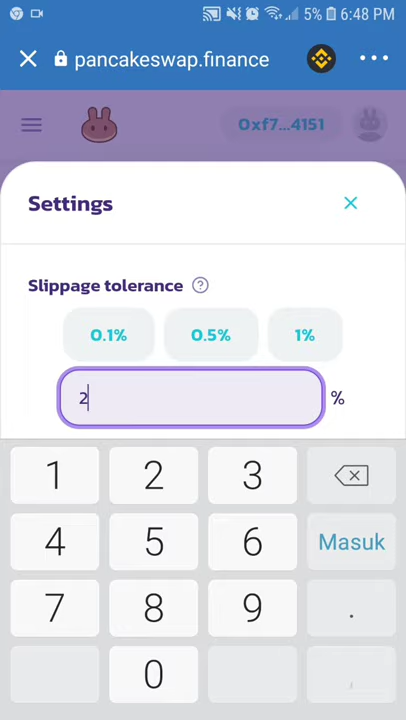 5% 6:48 PM
pancakeswap.finance
0xf7...4151
Settings
Slippage tolerance ?
0.1% 0.5% 1%
2 %
1 2 3
4 5 6 Masuk
7 8 9 .
0 ,